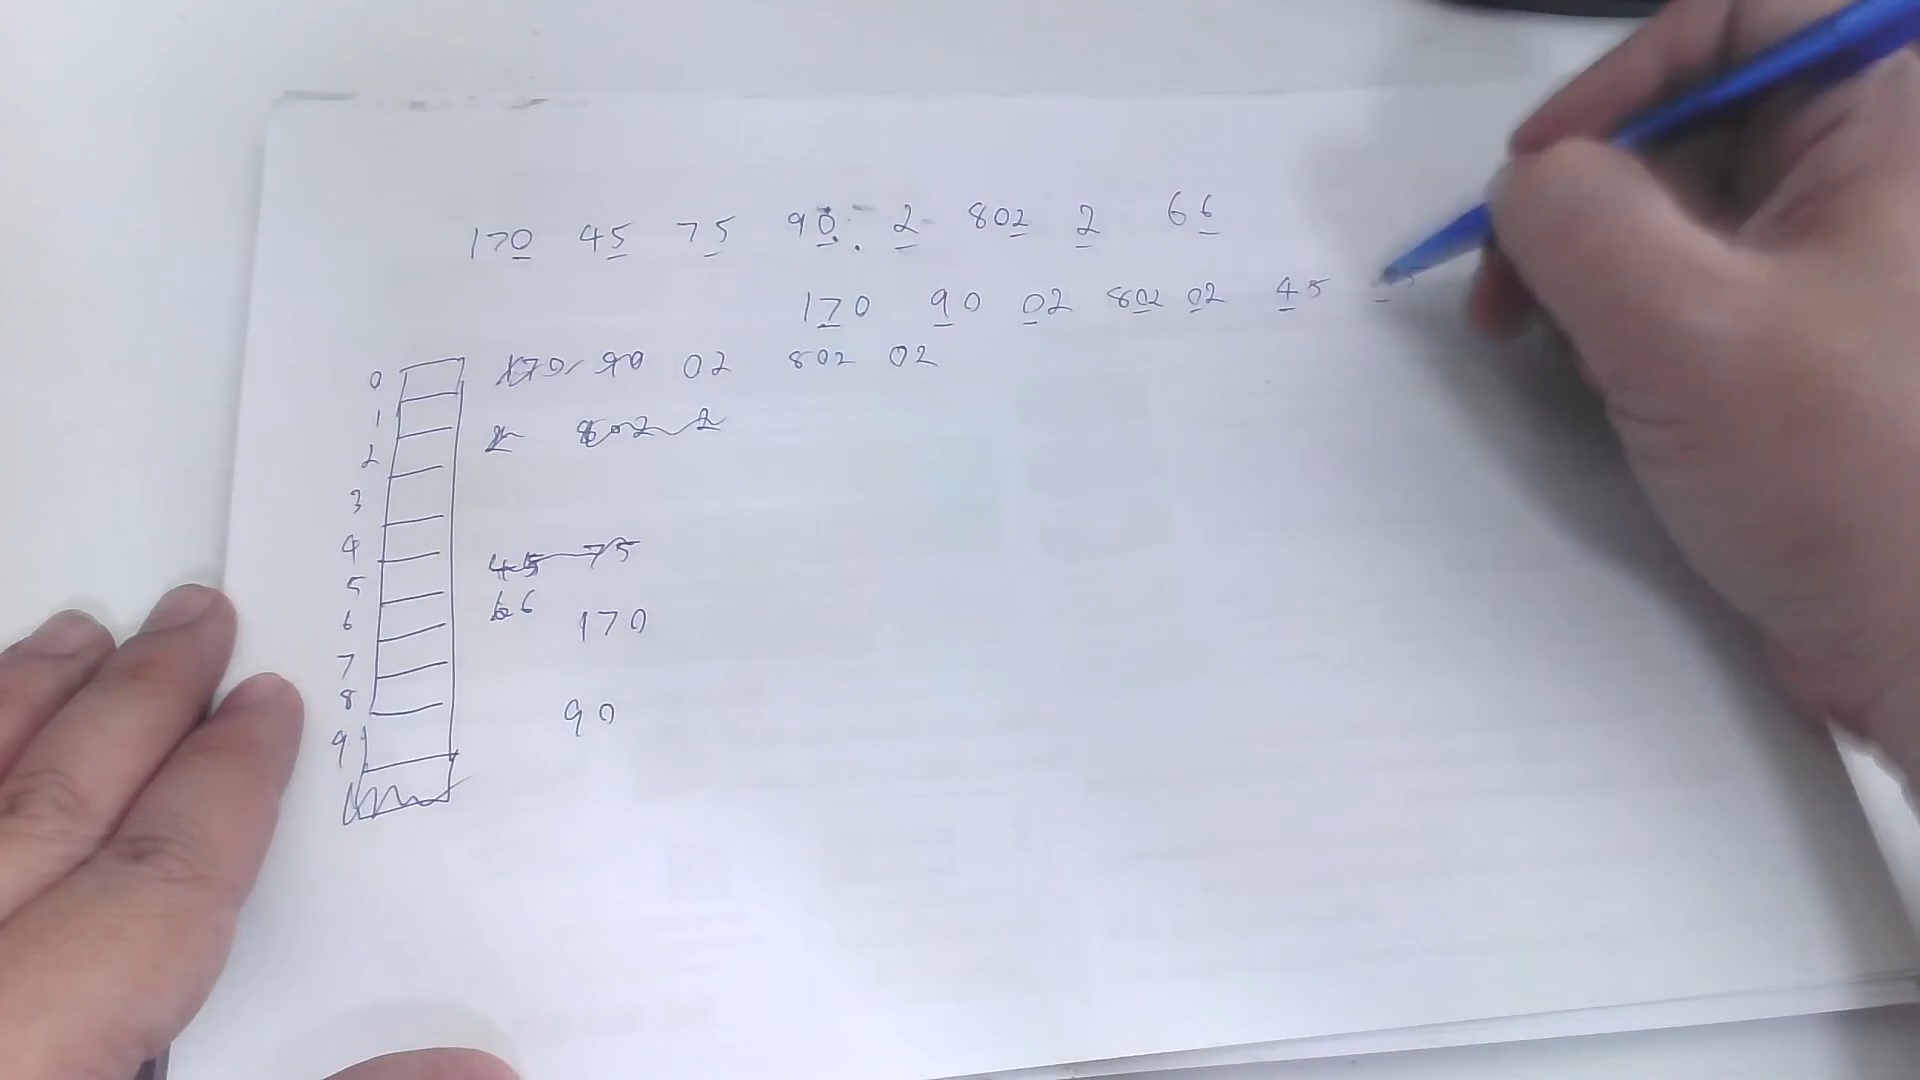 170 45 75 90 2 802 2 66
170 90 02 802 02 45
0 170 90 02 802 02
1
2 2 802 2
3
4
5 45 75
6 66 170
7
8
9 90